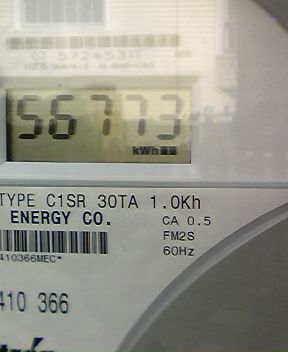 56773
kWh
TYPE C1SR 30TA 1.0Kh
ENERGY CO.
CA 0.5
FM2S
60Hz
410366MEC*
410 366